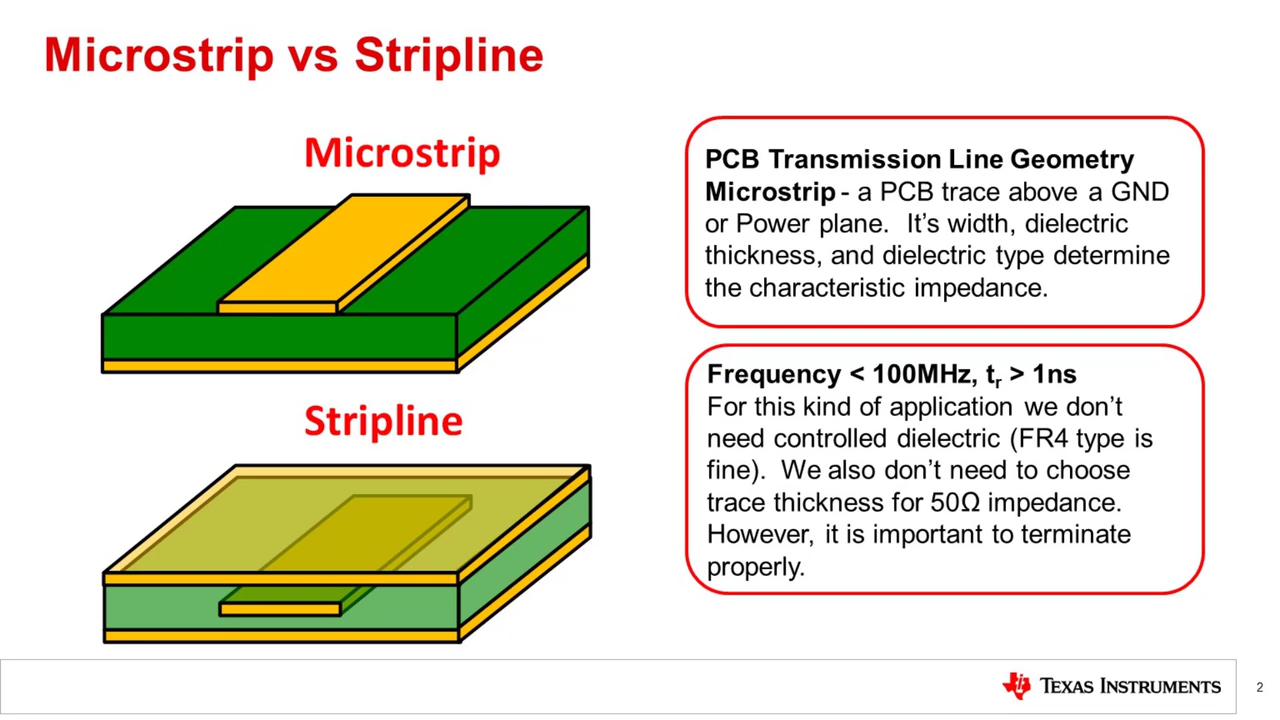 Microstrip vs Stripline
Microstrip
Stripline
PCB Transmission Line Geometry
Microstrip - a PCB trace above a GND
or Power plane.  It’s width, dielectric
thickness, and dielectric type determine
the characteristic impedance.
Frequency < 100MHz, tr > 1ns
For this kind of application we don’t
need controlled dielectric (FR4 type is
fine).  We also don’t need to choose
trace thickness for 50Ω impedance.
However, it is important to terminate
properly.
TEXAS INSTRUMENTS
2